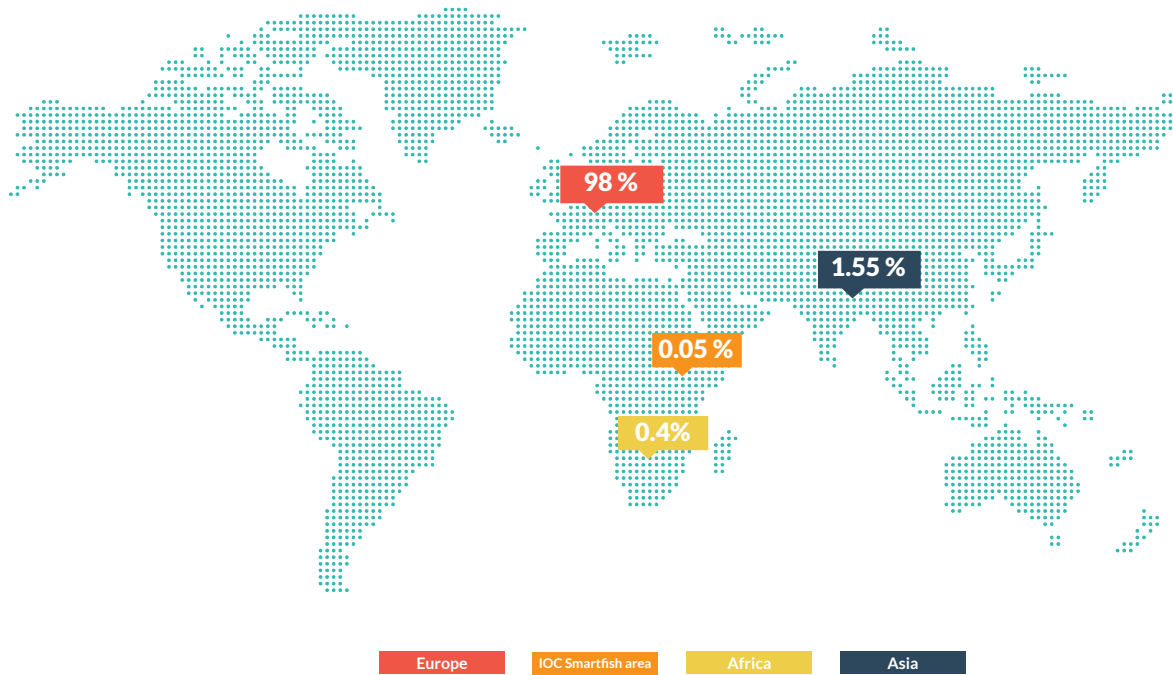 98 %
1.55 %
0.05 %
0.4%
Europe
IOC Smartfish area
Africa
Asia